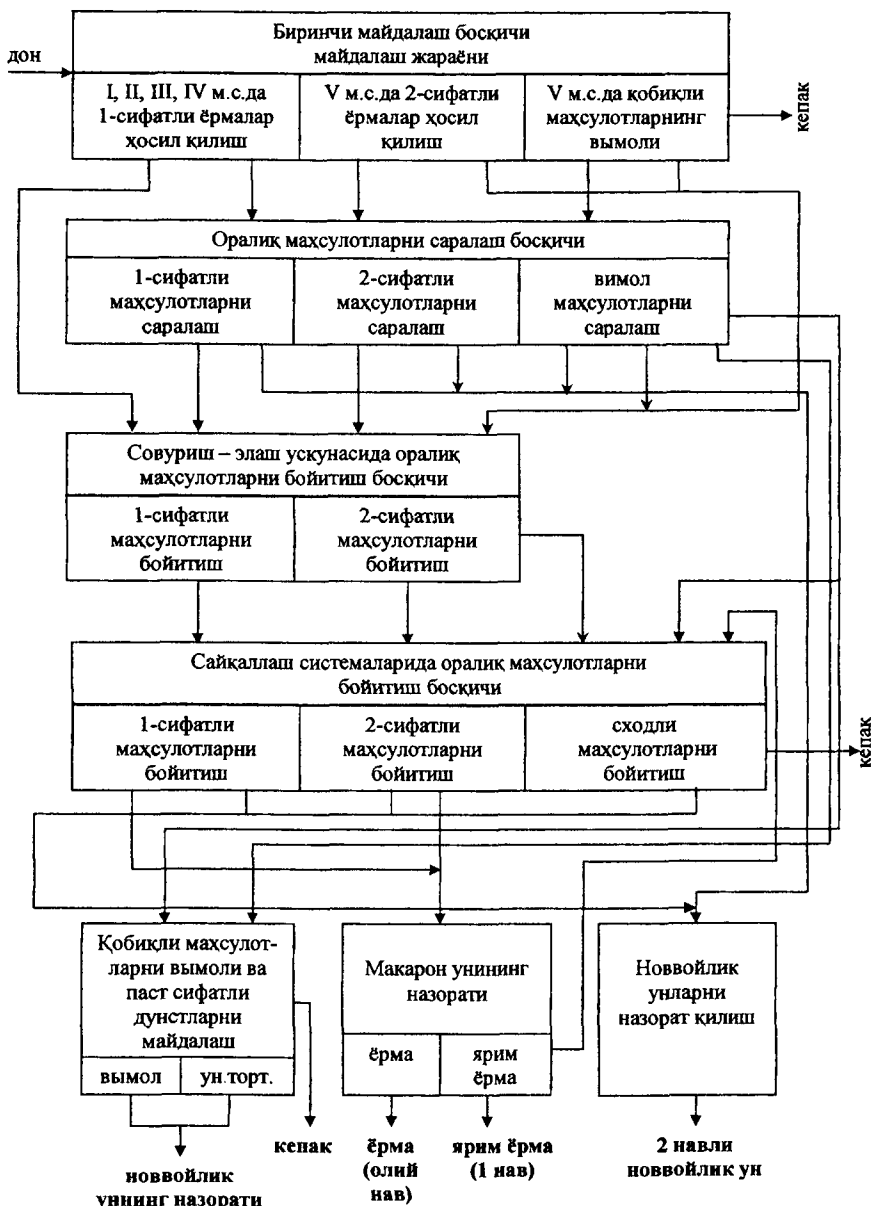 Биринчи майдалаш босқичи
майдалаш жараёни
дон
I, II, III, IV м.с.да
1-сифатли ёрмалар
ҳосил қилиш
V м.с.да 2-сифатли
ёрмалар ҳосил
қилиш
V м.с.да қобиқли
маҳсулотларнинг
вымоли
кепак
Оралиқ маҳсулотларни саралаш босқичи
1-сифатли
маҳсулотларни
саралаш
2-сифатли
маҳсулотларни
саралаш
вимол
маҳсулотларни
саралаш
Совуриш – элаш ускунасида оралиқ
маҳсулотларни бойитиш босқичи
1-сифатли
маҳсулотларни
бойитиш
2-сифатли
маҳсулотларни
бойитиш
Сайқаллаш системаларида оралиқ маҳсулотларни
бойитиш босқичи
1-сифатли
маҳсулотларни
бойитиш
2-сифатли
маҳсулотларни
бойитиш
сходли
маҳсулотларни
бойитиш
кепак
Қобиқли маҳсулот-
ларни вымоли ва
паст сифатли
дунстларни
майдалаш
вымол
ун.торт.
Макарон унининг
назорати
ёрма
ярим
ёрма
Новвойлик
унларни
назорат қилиш
новвойлик
уннинг назорати
кепак
ёрма
(олий
нав)
ярим ёрма
(1 нав)
2 навли
новвойлик ун